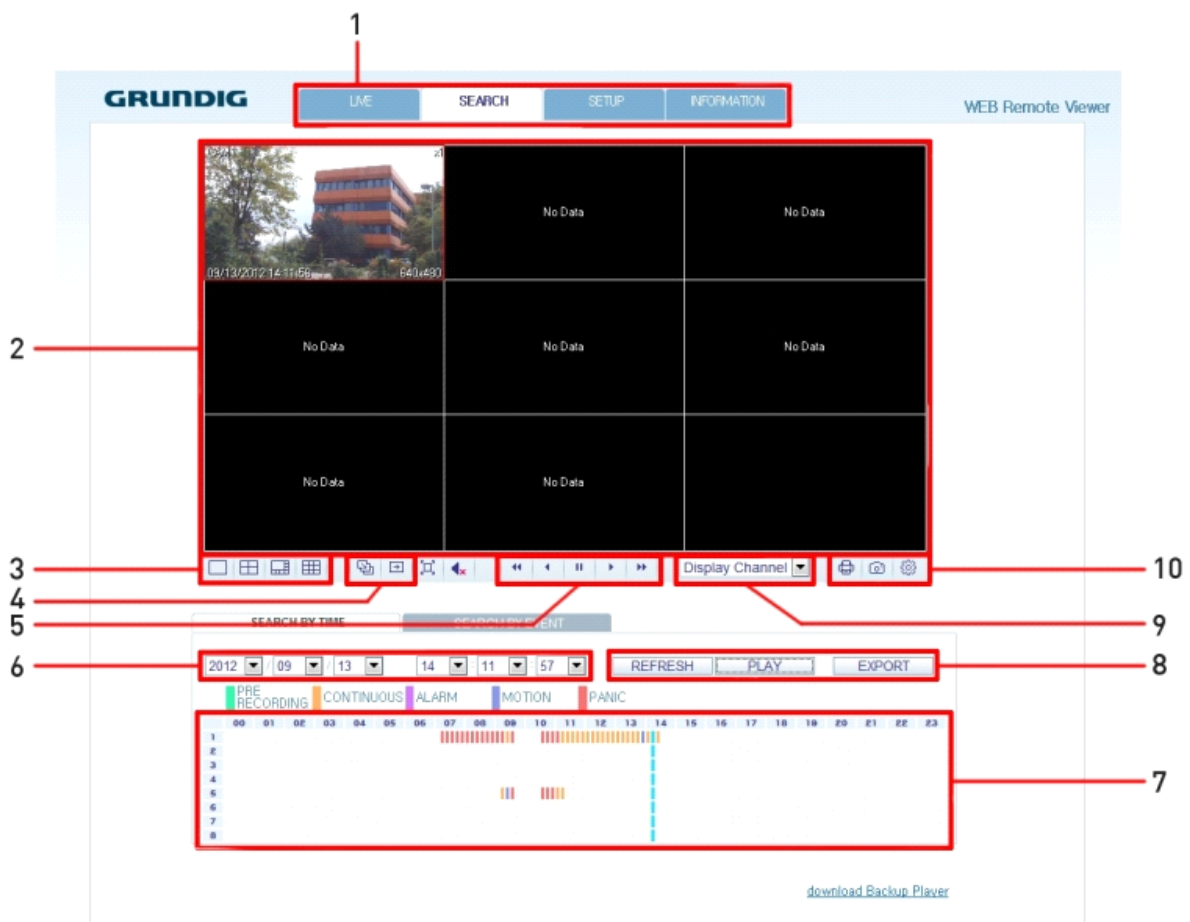 1
GRUNDIG
LIVE SEARCH SETUP INFORMATION
WEB Remote Viewer
No Data No Data
09/13/2012 14:11:58 640x480
2
No Data No Data No Data
No Data No Data
3
Display Channel
10
4
5
9
SEARCH BY TIME SEARCH BY EVENT
6
2012 / 09 / 13 14 : 11 : 57 REFRESH PLAY EXPORT
8
PRE RECORDING CONTINUOUS ALARM MOTION PANIC
00 01 02 03 04 05 06 07 08 09 10 11 12 13 14 15 16 17 18 19 20 21 22 23
1
2
3
4
5
6
7
8
7
download Backup Player